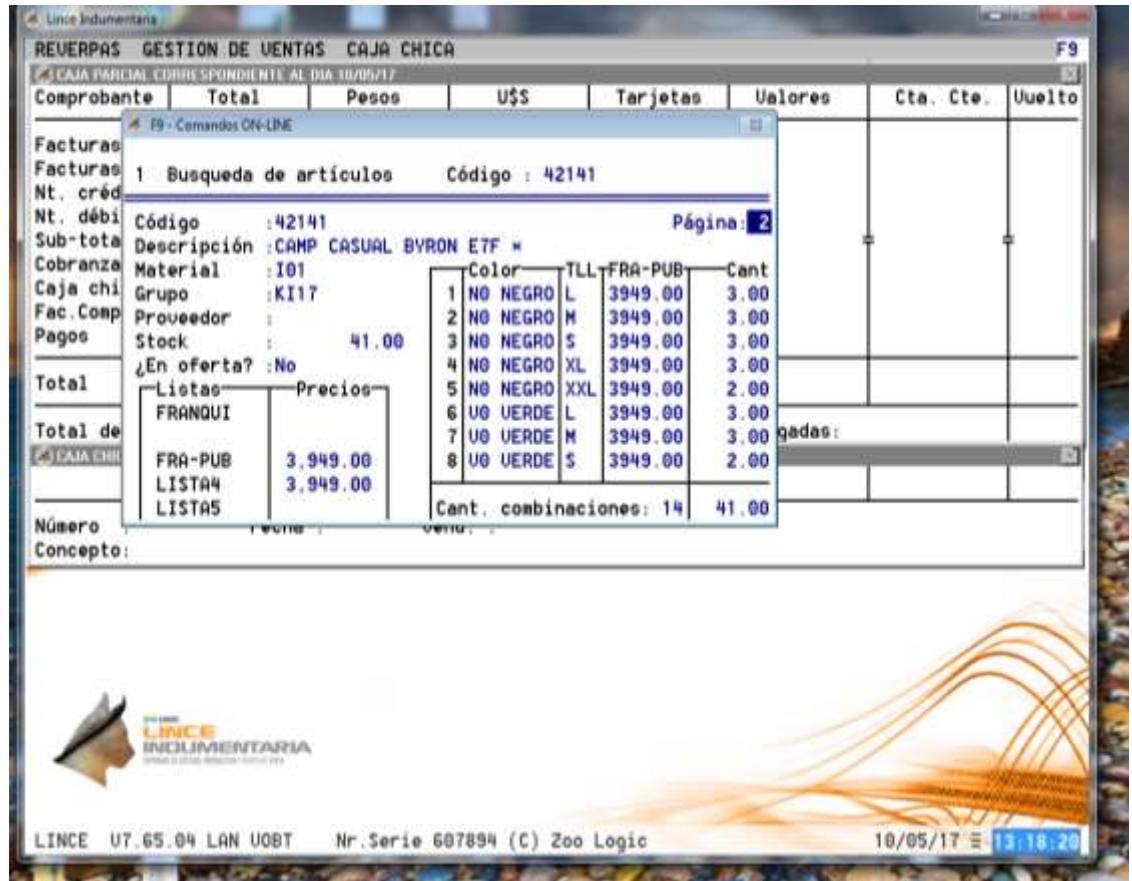 Lince Indumentaria
REVERPAS GESTION DE VENTAS CAJA CHICA F9
CAJA PARCIAL CORRESPONDIENTE AL DIA 10/05/17
Comprobante Total Pesos U$S Tarjetas Valores Cta. Cte. Vuelto
F9 - Comandos ON-LINE
Facturas
Facturas 1 Busqueda de artículos Código : 42141
Nt. créd
Nt. débi Código :42141 Página: 2
Sub-tota Descripción :CAMP CASUAL BYRON E7F *
Cobranza Material :I01 Color TLL FRA-PUB Cant
Caja chi Grupo :KI17 1 N0 NEGRO L 3949.00 3.00
Fac.Comp Proveedor : 2 N0 NEGRO M 3949.00 3.00
Pagos Stock : 41.00 3 N0 NEGRO S 3949.00 3.00
¿En oferta? :No 4 N0 NEGRO XL 3949.00 3.00
Total Listas Precios 5 N0 NEGRO XXL 3949.00 2.00
FRANQUI 6 V0 VERDE L 3949.00 3.00
Total de 7 V0 VERDE M 3949.00 3.00 gadas:
CAJA CHI FRA-PUB 3,949.00 8 V0 VERDE S 3949.00 2.00
LISTA4 3,949.00
LISTA5 Cant. combinaciones: 14 41.00
Número : Fecha : Vend. :
Concepto:
LINCE
INDUMENTARIA
LINCE V7.65.04 LAN VOBT Nr.Serie 607894 (C) Zoo Logic 10/05/17 13:18:20